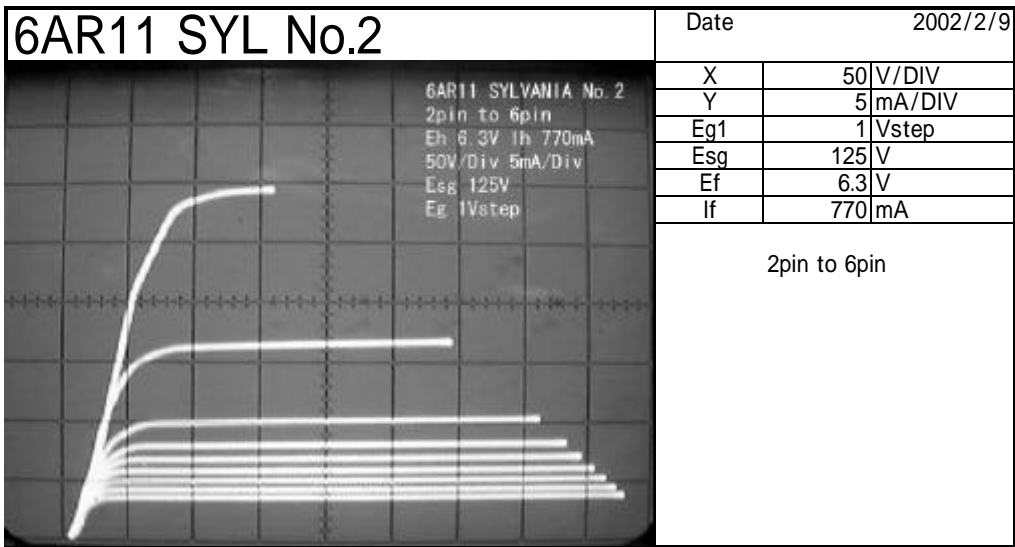 6AR11 SYL No.2
Date 2002/2/9
6AR11 SYLVANIA No.2
2pin to 6pin
Eh 6.3V Ih 770mA
50V/Div 5mA/Div
Esg 125V
Eg 1Vstep
X 50 V/DIV
Y 5 mA/DIV
Eg1 1 Vstep
Esg 125 V
Ef 6.3 V
If 770 mA
2pin to 6pin